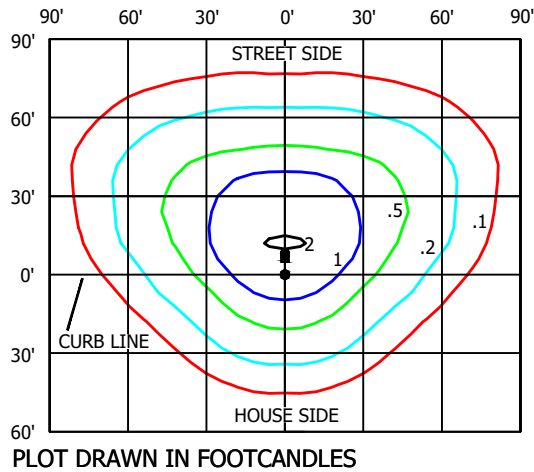 90' 60' 30' 0' 30' 60' 90'
90'
STREET SIDE
60'
30'
.5 .1
2 .2
1
0'
CURB LINE
30'
HOUSE SIDE
60'
PLOT DRAWN IN FOOTCANDLES